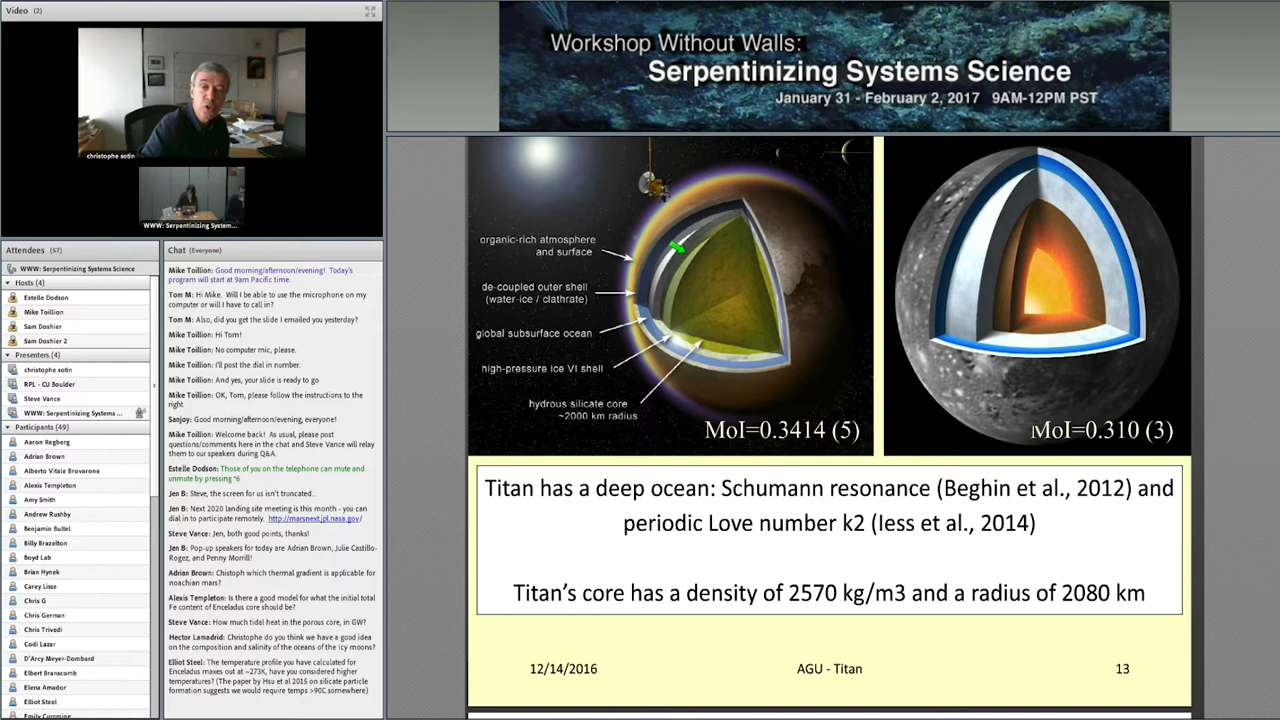 Video (2)
christophe sotin
WWW: Serpentinizing System...
Attendees (57)
WWW: Serpentinizing Systems Science
Hosts (4)
Estelle Dodson
Mike Toillion
Sam Doshier
Sam Doshier 2
Presenters (4)
christophe sotin
RPL - CU Boulder
Steve Vance
WWW: Serpentinizing Systems ...
Participants (49)
Aaron Regberg
Adrian Brown
Alberto Vitale Brovarone
Alexis Templeton
Amy Smith
Andrew Rushby
Benjamin Bultel
Billy Brazelton
Boyd Lab
Brian Hynek
Carey Lisse
Chris G
Chris German
Chris Trivedi
Codi Lazar
D'Arcy Meyer-Dombard
Elbert Branscomb
Elena Amador
Elliot Steel
Emily Cumming
Chat (Everyone)
Mike Toillion: Good morning/afternoon/evening! Today's
program will start at 9am Pacific time.
Tom M: Hi Mike. Will I be able to use the microphone on my
computer or will I have to call in?
Tom M: Also, did you get the slide I emailed you yesterday?
Mike Toillion: Hi Tom!
Mike Toillion: No computer mic, please.
Mike Toillion: I'll post the dial in number.
Mike Toillion: And yes, your slide is ready to go
Mike Toillion: OK, Tom, please follow the instructions to the
right
Sanjoy: Good morning/afternoon/evening, everyone!
Mike Toillion: Welcome back! As usual, please post
questions/comments here in the chat and Steve Vance will relay
them to our speakers during Q&A.
Estelle Dodson: Those of you on the telephone can mute and
unmute by pressing *6
Jen B: Steve, the screen for us isn't truncated...
Jen B: Next 2020 landing site meeting is this month - you can
dial in to participate remotely. http://marsnext.jpl.nasa.gov/
Steve Vance: Jen, both good points, thanks!
Jen B: Pop-up speakers for today are Adrian Brown, Julie Castillo-
Rogez, and Penny Morrill!
Adrian Brown: Chistoph which thermal gradient is applicable for
noachian mars?
Alexis Templeton: Is there a good model for what the initial total
Fe content of Enceladus core should be?
Steve Vance: How much tidal heat in the porous core, in GW?
Hector Lamadrid: Christophe do you think we have a good idea
on the composition and salinity of the oceans of the icy moons?
Elliot Steel: The temperature profile you have calculated for
Enceladus maxes out at ~273K, have you considered higher
temperatures? (The paper by Hsu et al 2015 on silicate particle
formation suggests we would require temps >90C somewhere)
Workshop Without Walls:
Serpentinizing Systems Science
January 31 - February 2, 2017 9AM-12PM PST
organic-rich atmosphere
and surface
de-coupled outer shell
(water-ice / clathrate)
global subsurface ocean
high-pressure ice VI shell
hydrous silicate core
~2000 km radius
MoI=0.3414 (5)
MoI=0.310 (3)
Titan has a deep ocean: Schumann resonance (Beghin et al., 2012) and
periodic Love number k2 (Iess et al., 2014)
Titan's core has a density of 2570 kg/m3 and a radius of 2080 km
12/14/2016
AGU - Titan
13